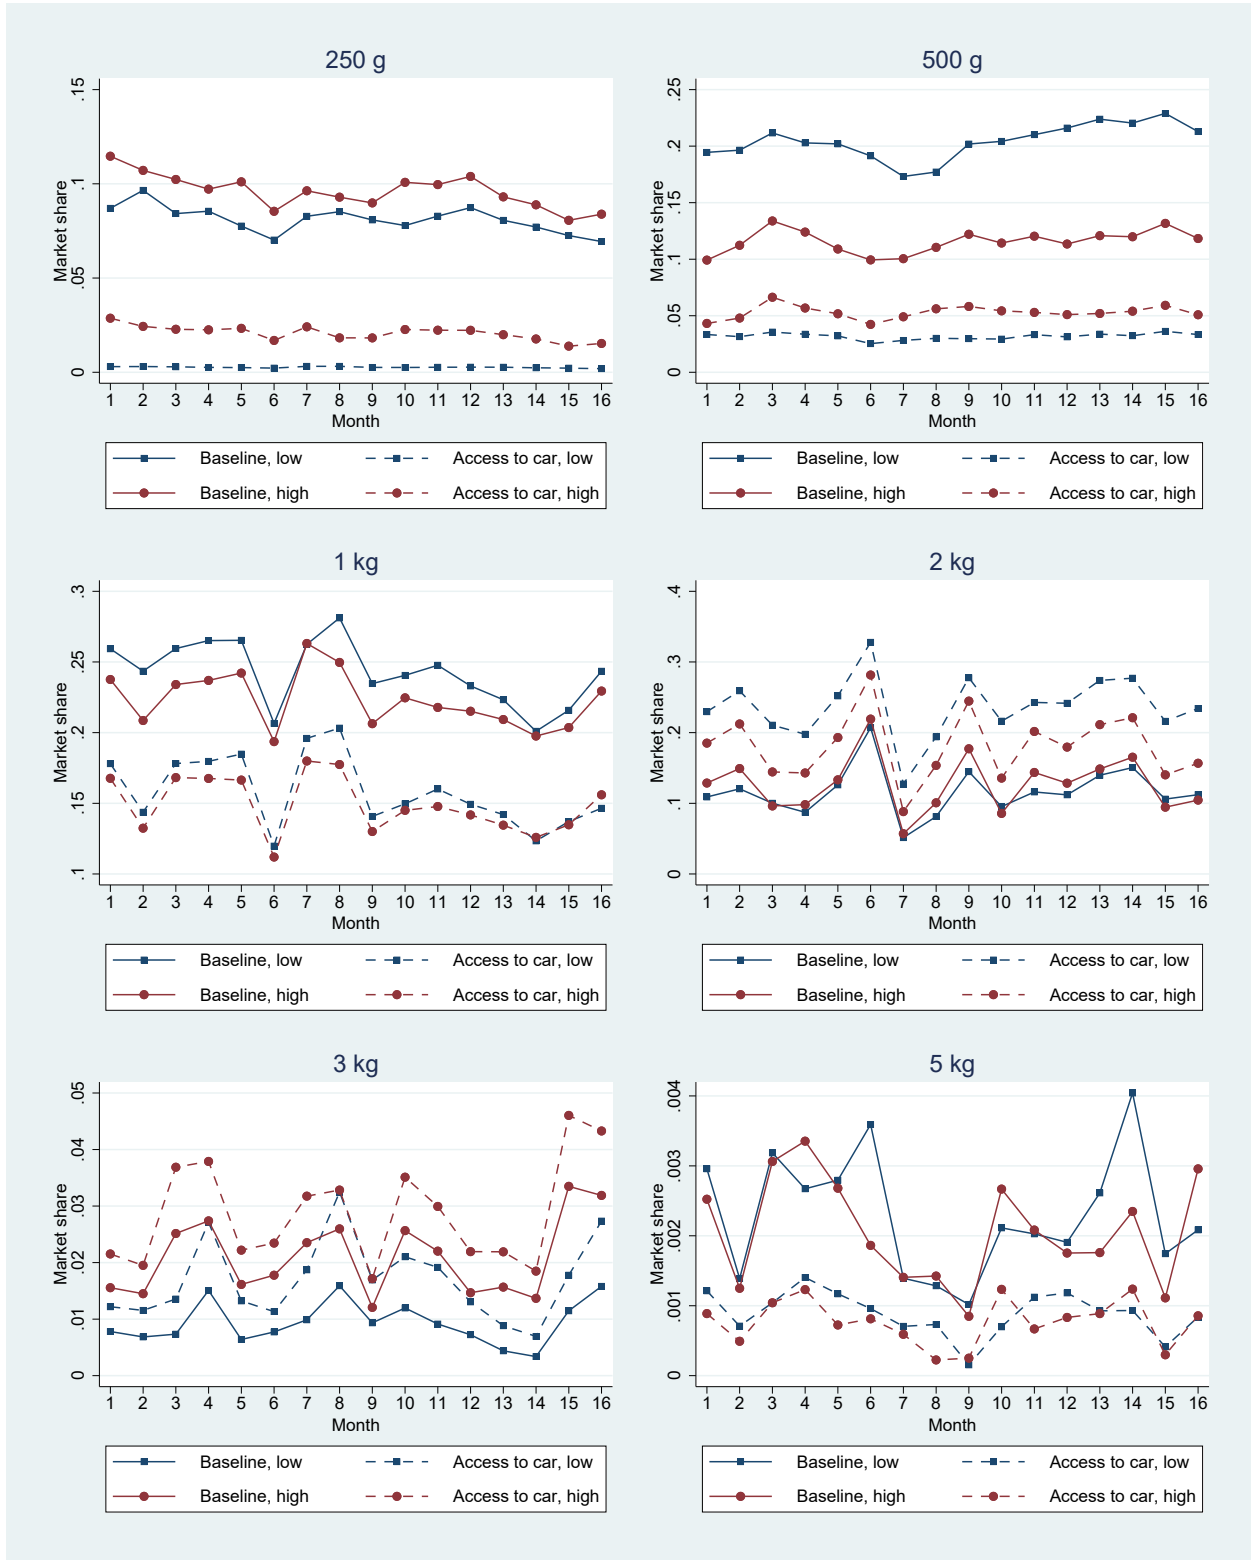 250 g
.15
.1
.05
0
Market share
1 2 3 4 5 6 7 8 9 10 11 12 13 14 15 16
Month
Baseline, low Access to car, low
Baseline, high Access to car, high
500 g
.25
.2
.15
.1
.05
0
Market share
1 2 3 4 5 6 7 8 9 10 11 12 13 14 15 16
Month
Baseline, low Access to car, low
Baseline, high Access to car, high
1 kg
.3
.25
.2
.15
.1
Market share
1 2 3 4 5 6 7 8 9 10 11 12 13 14 15 16
Month
Baseline, low Access to car, low
Baseline, high Access to car, high
2 kg
.4
.3
.2
.1
0
Market share
1 2 3 4 5 6 7 8 9 10 11 12 13 14 15 16
Month
Baseline, low Access to car, low
Baseline, high Access to car, high
3 kg
.05
.04
.03
.02
.01
0
Market share
1 2 3 4 5 6 7 8 9 10 11 12 13 14 15 16
Month
Baseline, low Access to car, low
Baseline, high Access to car, high
5 kg
.004
.003
.002
.001
0
Market share
1 2 3 4 5 6 7 8 9 10 11 12 13 14 15 16
Month
Baseline, low Access to car, low
Baseline, high Access to car, high